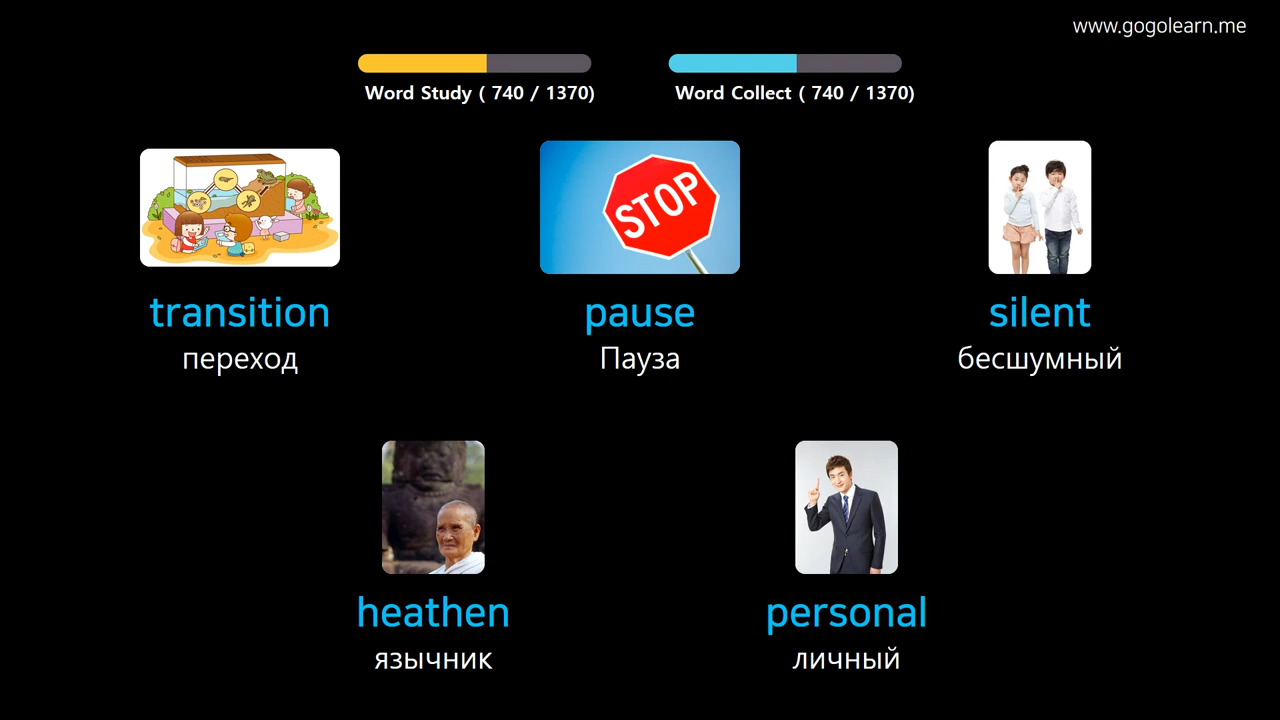 www.gogolearn.me
Word Study ( 740 / 1370)
Word Collect ( 740 / 1370)
STOP
transition
pause
silent
переход
Пауза
бесшумный
heathen
personal
язычник
личный